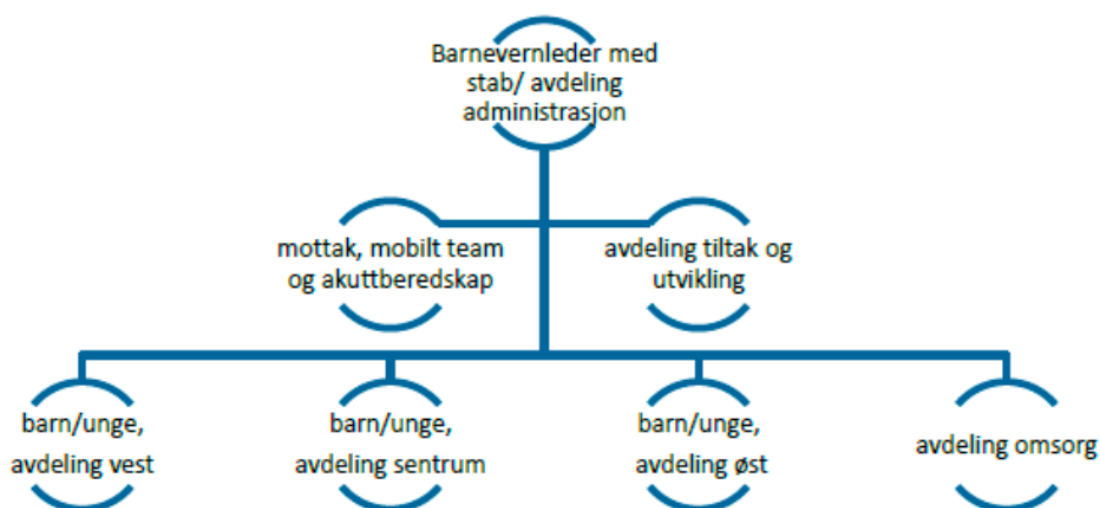 Barnevernleder med
stab/ avdeling
administrasjon
mottak, mobilt team
og akuttberedskap
avdeling tiltak og
utvikling
barn/unge,
avdeling vest
barn/unge,
avdeling sentrum
barn/unge,
avdeling øst
avdeling omsorg